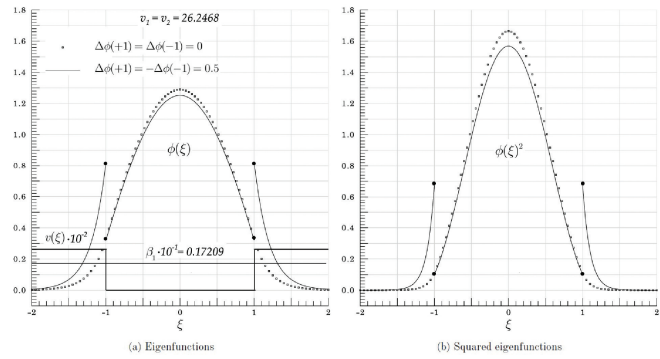 v₁ = v₂ = 26.2468
Δϕ(+1) = Δϕ(−1) = 0
Δϕ(+1) = −Δϕ(−1) = 0.5
1.8
1.6
1.4
1.2
1.0
0.8
0.6
0.4
0.2
0.0
ϕ(ξ)
v(ξ)·10⁻²
β₁·10⁻¹=0.17209
-2
-1
0
1
2
ξ
(a) Eigenfunctions
1.8
1.6
1.4
1.2
1.0
0.8
0.6
0.4
0.2
0.0
ϕ(ξ)²
-2
-1
0
1
2
ξ
(b) Squared eigenfunctions